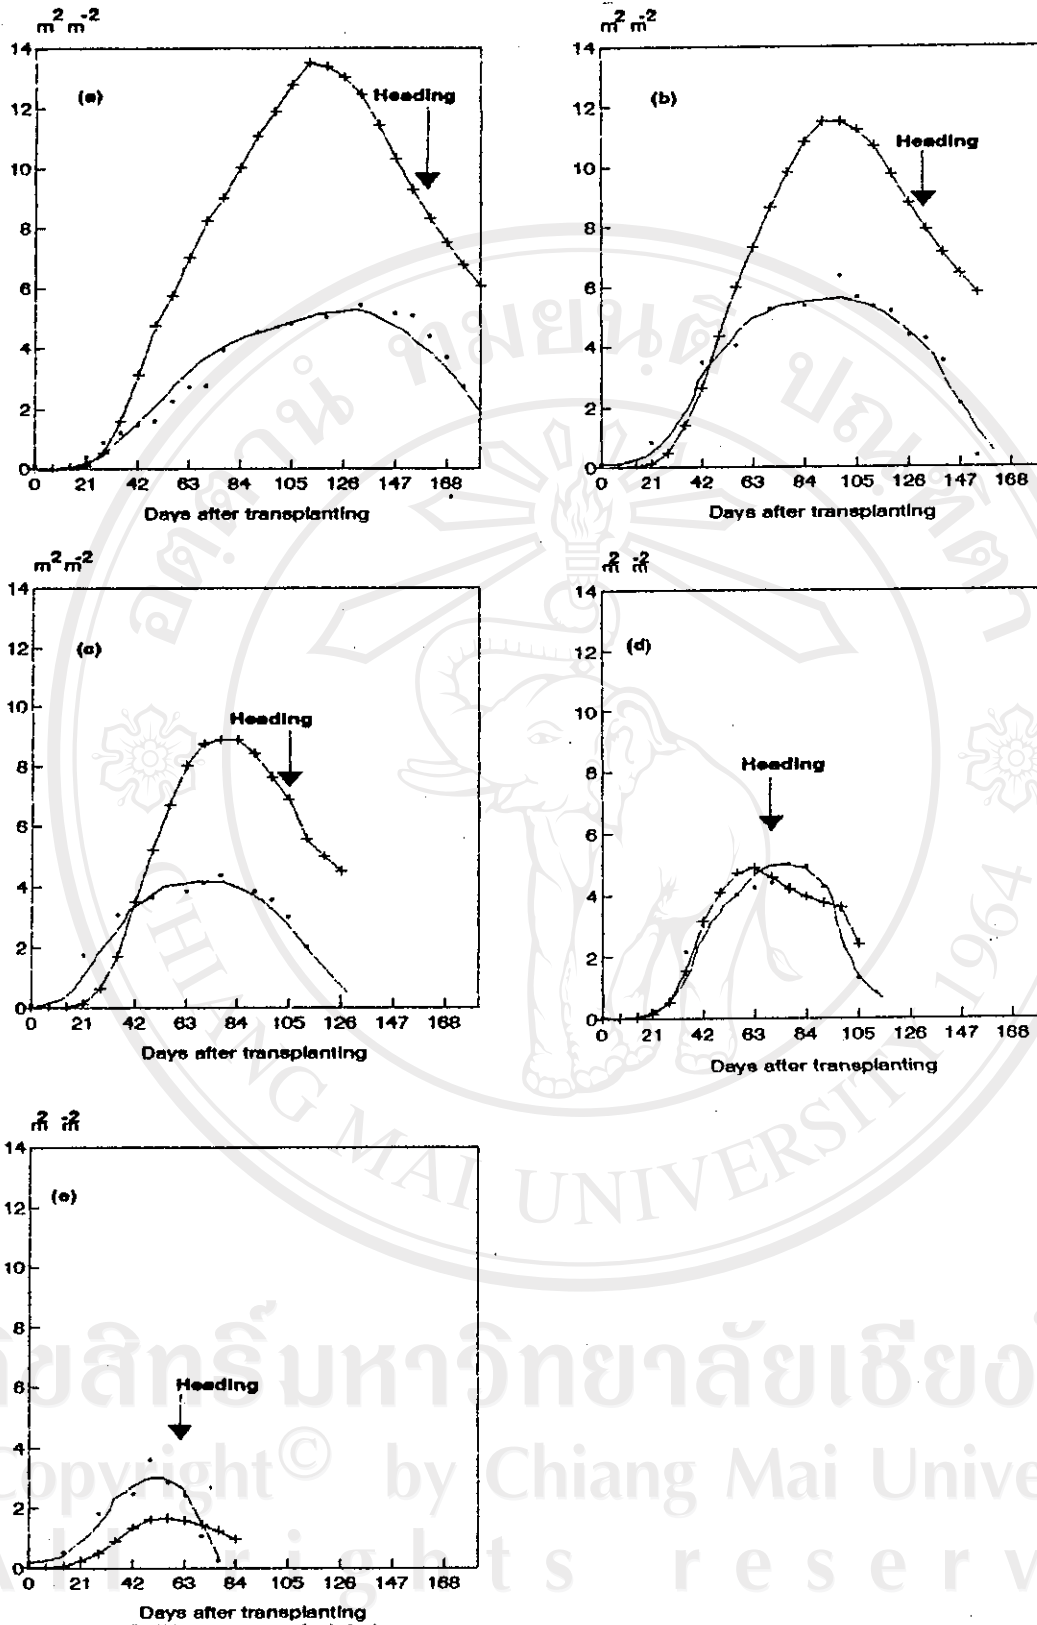 m² m⁻²
14
12
10
8
6
4
2
0
(a)
Heading
0 21 42 63 84 105 126 147 168
Days after transplanting
m² m⁻²
14
12
10
8
6
4
2
0
(b)
Heading
0 21 42 63 84 105 126 147 168
Days after transplanting
m² m⁻²
14
12
10
8
6
4
2
0
(c)
Heading
0 21 42 63 84 105 126 147 168
Days after transplanting
m² m⁻²
14
12
10
8
6
4
2
0
(d)
Heading
0 21 42 63 84 105 126 147 168
Days after transplanting
m² m⁻²
14
12
10
8
6
4
2
0
(e)
Heading
0 21 42 63 84 105 126 147 168
Days after transplanting
CHIANG MAI UNIVERSITY 1964
สิทธิ์มหาวิทยาลัยเชียง
Copyright© by Chiang Mai Unive
All rights reserv